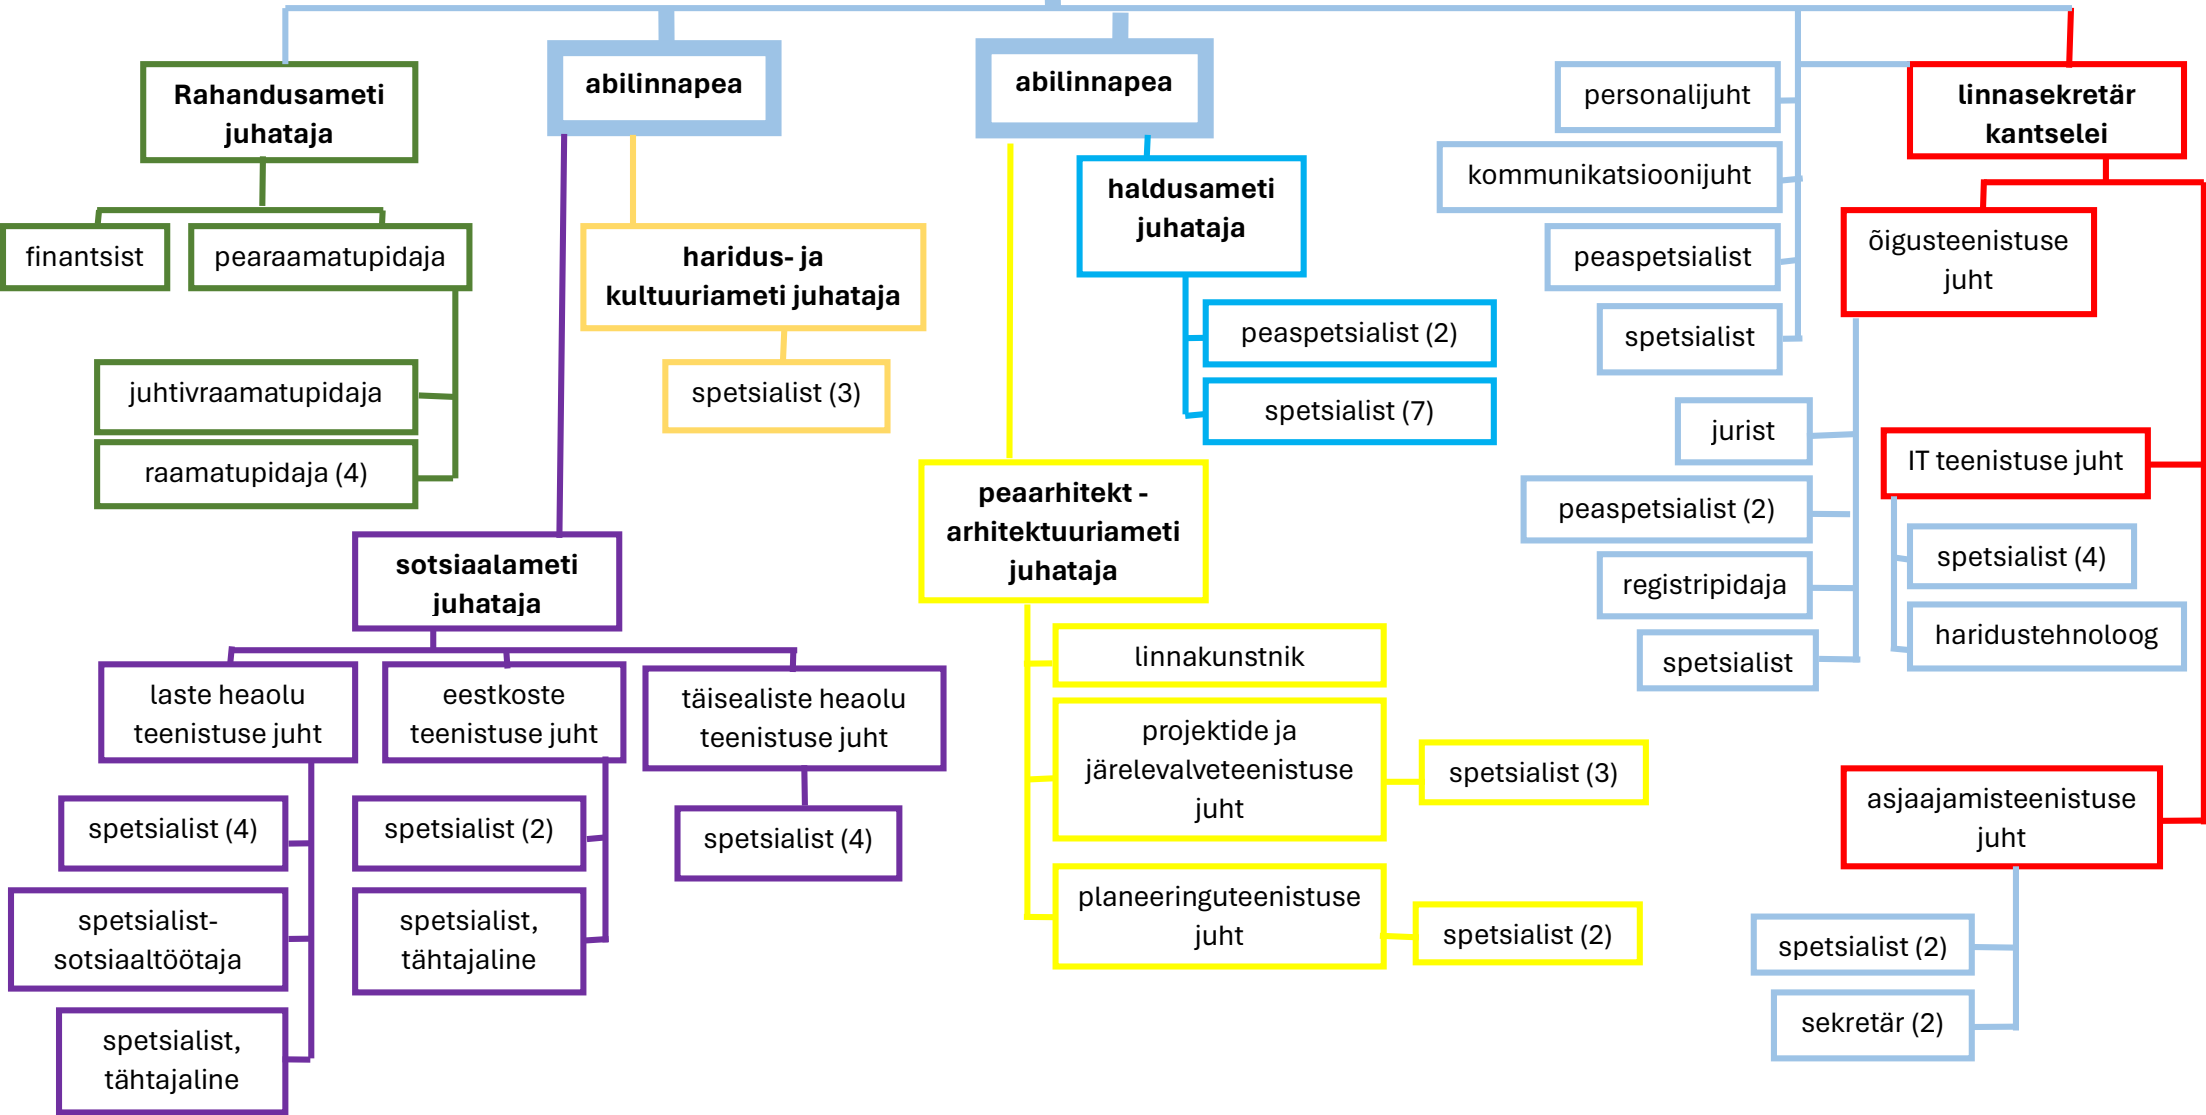 Rahandusameti
juhataja
finantsist
pearaamatupidaja
juhtivraamatupidaja
raamatupidaja (4)
abilinnapea
haridus- ja
kultuuriameti juhataja
spetsialist (3)
sotsiaalameti
juhataja
laste heaolu
teenistuse juht
spetsialist (4)
spetsialist-
sotsiaaltöötaja
spetsialist,
tähtajaline
eestkoste
teenistuse juht
spetsialist (2)
spetsialist,
tähtajaline
täisealiste heaolu
teenistuse juht
spetsialist (4)
abilinnapea
haldusameti
juhataja
peaspetsialist (2)
spetsialist (7)
peaarhitekt -
arhitektuuriameti
juhataja
linnakunstnik
projektide ja
järelevalveteenistuse
juht
spetsialist (3)
planeeringuteenistuse
juht
spetsialist (2)
personalijuht
kommunikatsioonijuht
peaspetsialist
spetsialist
linnasekretär
kantselei
õigusteenistuse
juht
jurist
peaspetsialist (2)
registripidaja
spetsialist
IT teenistuse juht
spetsialist (4)
haridustehnoloog
asjaajamisteenistuse
juht
spetsialist (2)
sekretär (2)